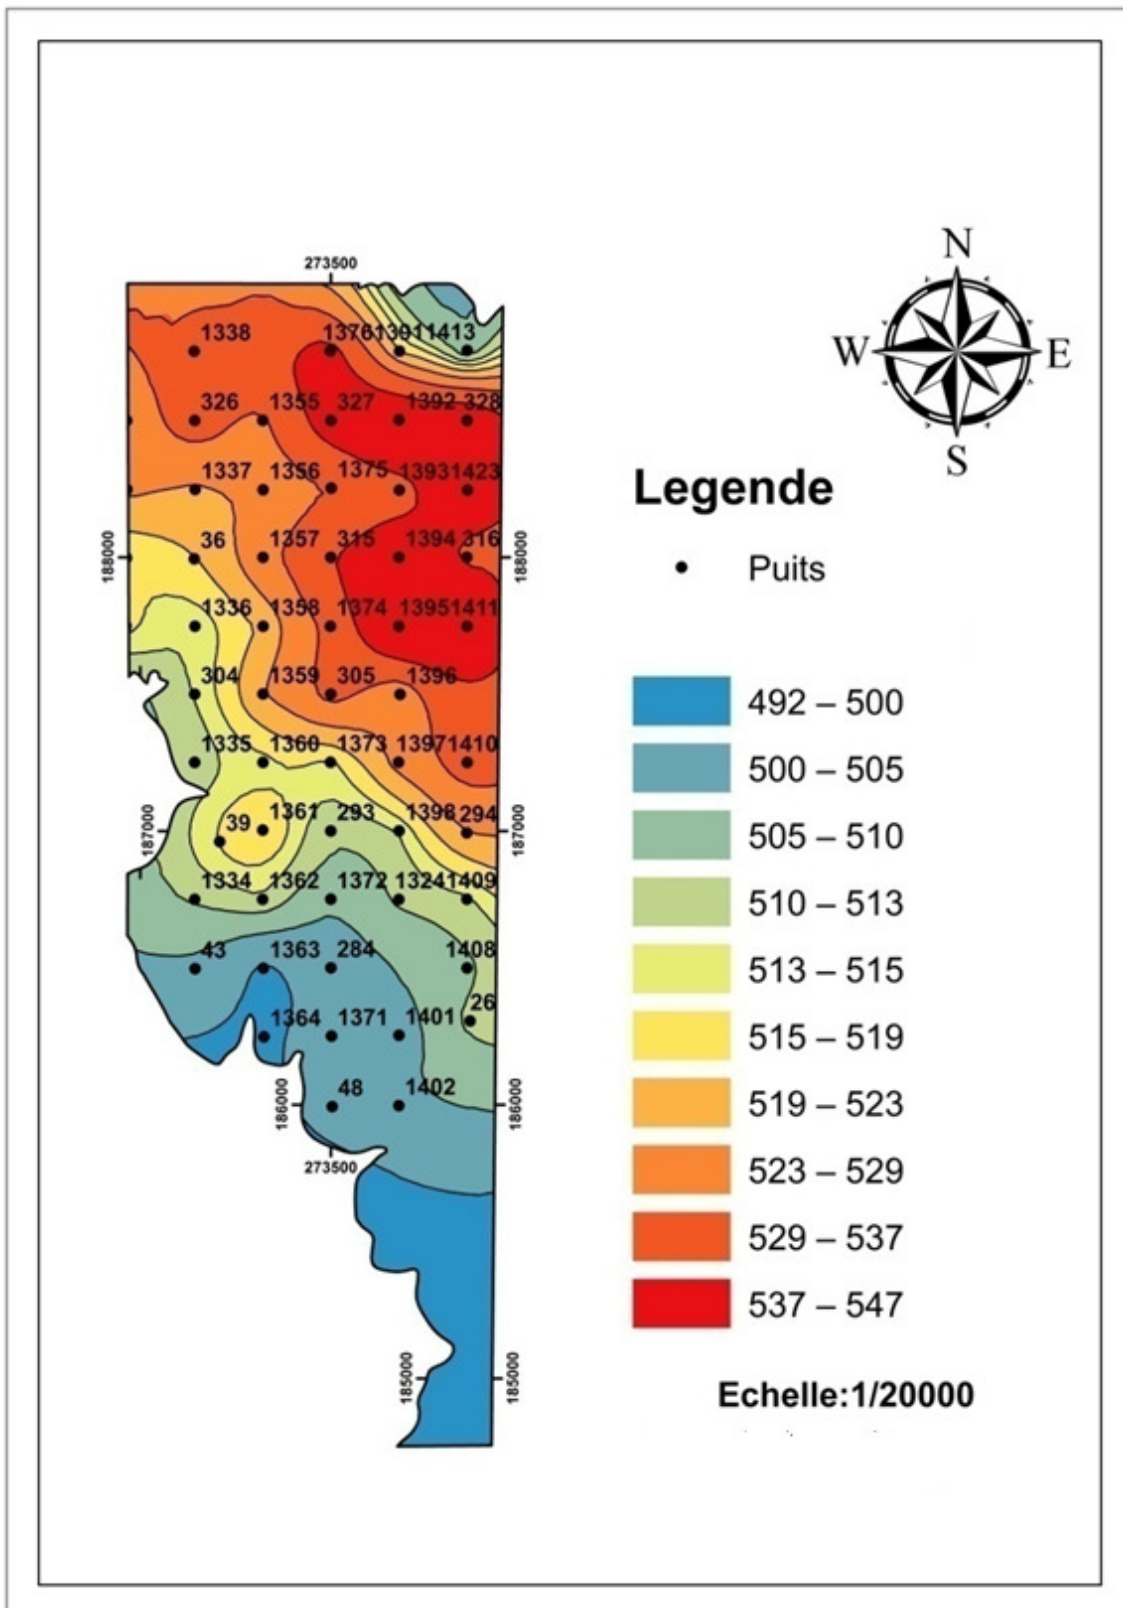 N
W E
S
273500
1338 1376 1391 1413
326 1355 327 1392 328
1337 1356 1375 1393 1423
36 1357 315 1394 316
188000 188000
1336 1358 1374 1395 1411
304 1359 305 1396
1335 1360 1373 1397 1410
39 1361 293 1398 294
187000 187000
1334 1362 1372 1324 1409
43 1363 284 1408
26
1364 1371 1401
48 1402
186000 186000
273500
185000 185000
Legende
Puits
492 – 500
500 – 505
505 – 510
510 – 513
513 – 515
515 – 519
519 – 523
523 – 529
529 – 537
537 – 547
Echelle:1/20000